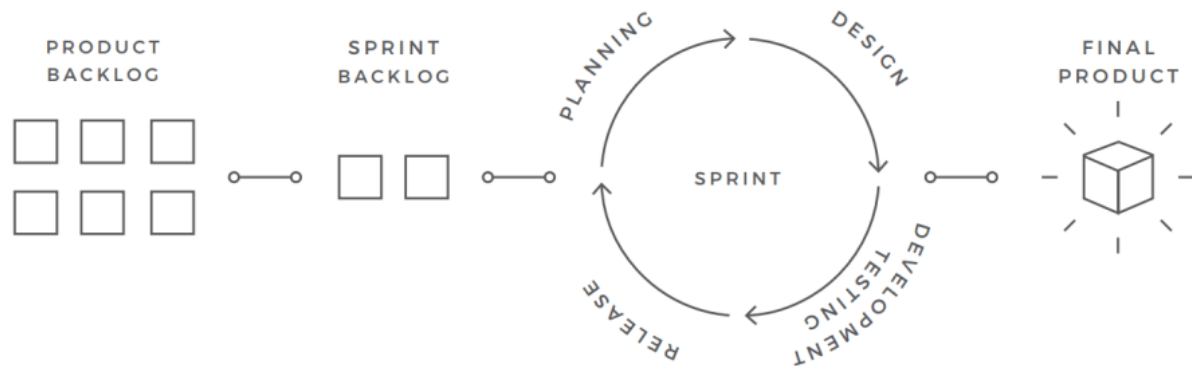 PRODUCT
BACKLOG
SPRINT
BACKLOG
PLANNING
DESIGN
SPRINT
DEVELOPMENT
TESTING
RELEASE
FINAL
PRODUCT